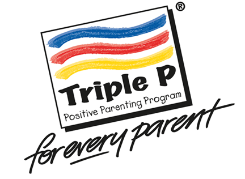 ®
Triple P
Positive Parenting Program
for every parent